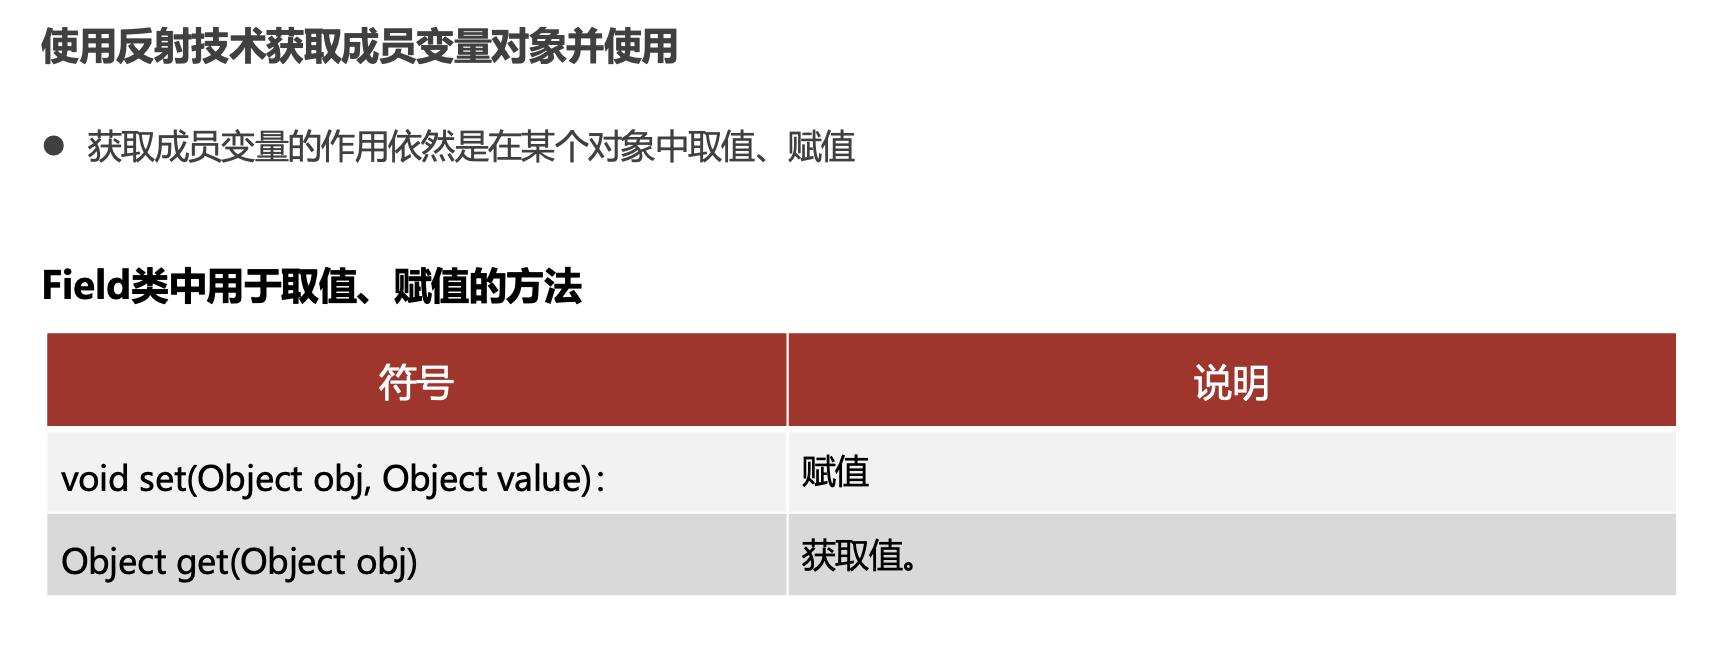 使用反射技术获取成员变量对象并使用
● 获取成员变量的作用依然是在某个对象中取值、赋值
Field类中用于取值、赋值的方法
符号 说明
void set(Object obj, Object value)： 赋值
Object get(Object obj) 获取值。